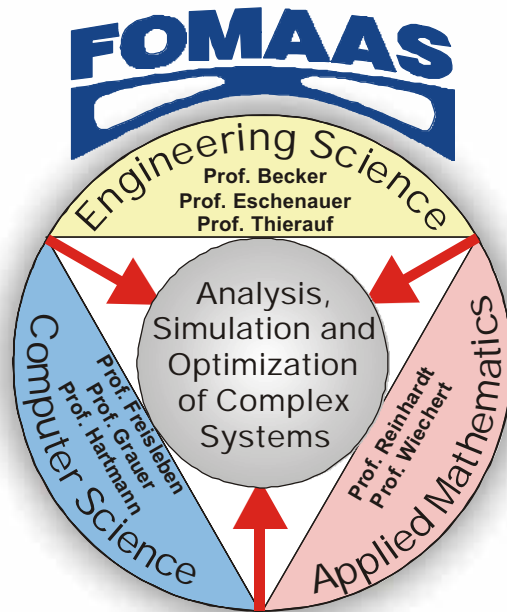 FOMAAS
Engineering Science
Prof. Becker
Prof. Eschenauer
Prof. Thierauf
Analysis,
Simulation and
Optimization
of Complex
Systems
Computer Science
Prof. Freisleben
Prof. Grauer
Prof. Hartmann
Applied Mathematics
Prof. Reinhardt
Prof. Wiechert